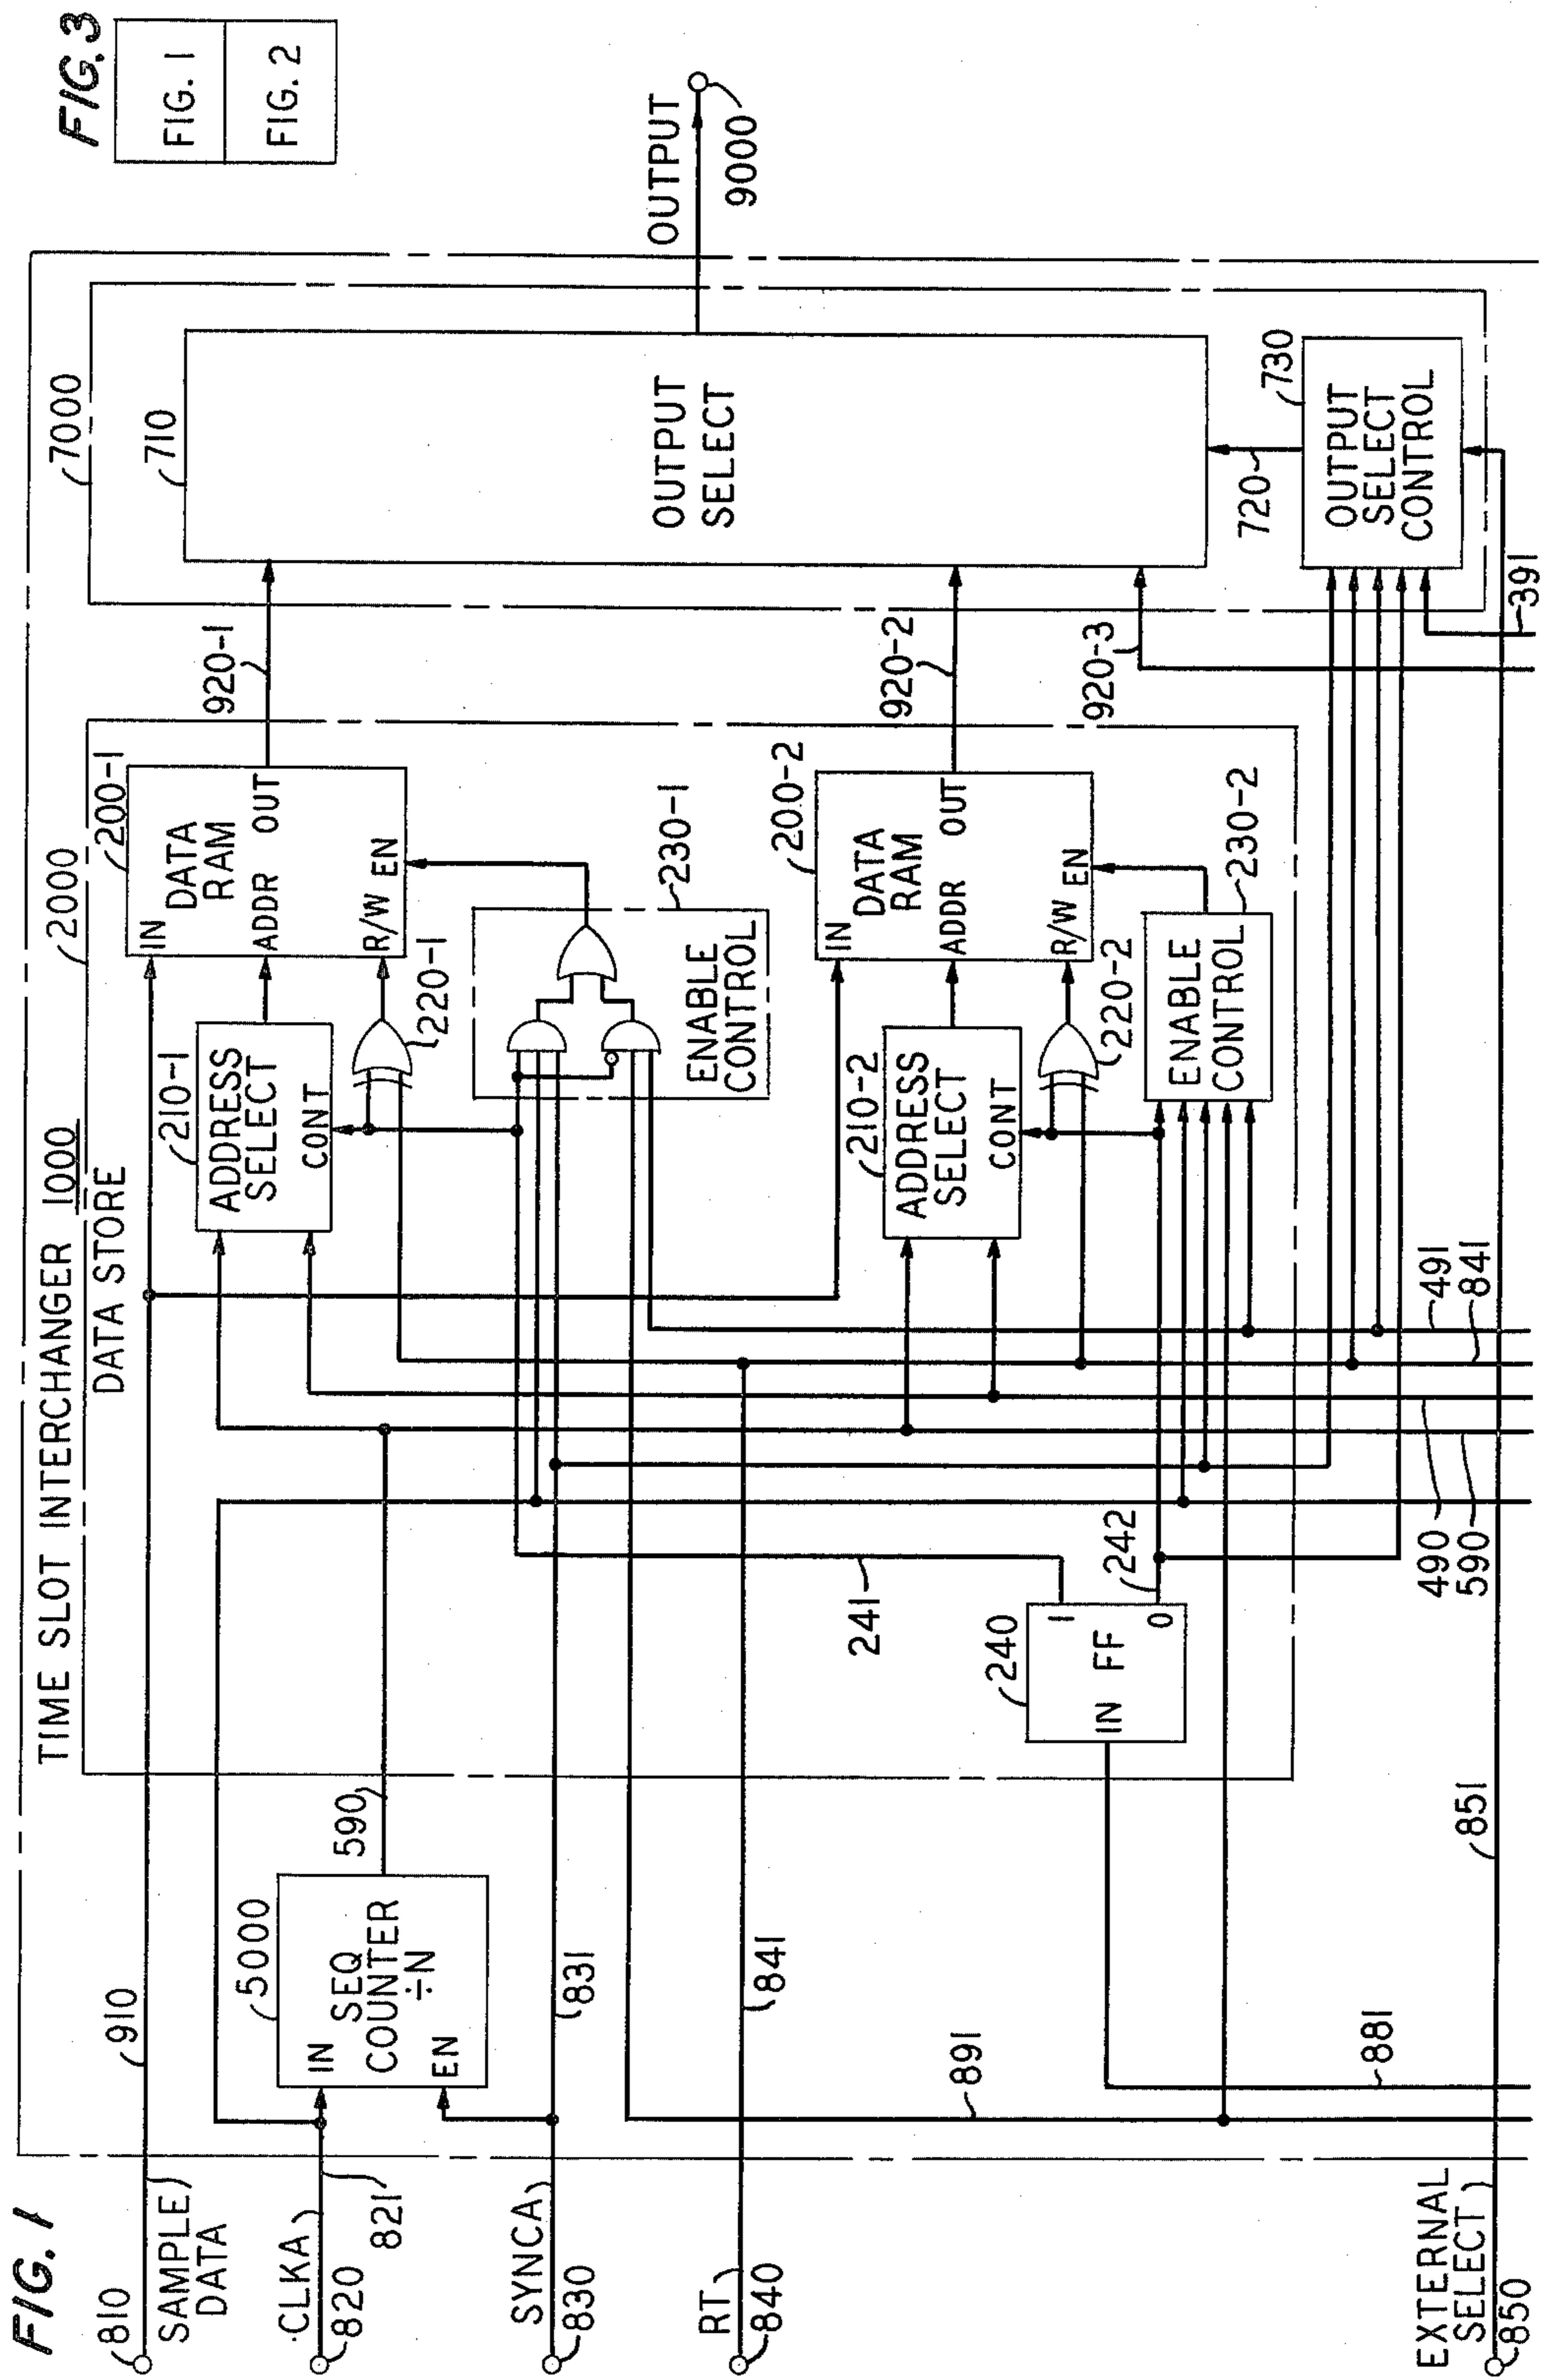 FIG. 1
FIG. 3
FIG. 1
FIG. 2
TIME SLOT INTERCHANGER 1000
DATA STORE
2000
7000
810
SAMPLE
DATA
910
CLKA
820
821
SYNCA
830
831
RT
840
841
EXTERNAL
SELECT
850
851
5000
IN
SEQ
COUNTER
÷N
EN
590
891
881
240
IN
FF
1
0
241
242
210-1
ADDRESS
SELECT
CONT
220-1
200-1
IN
DATA
RAM
ADDR
OUT
R/W
EN
230-1
ENABLE
CONTROL
210-2
ADDRESS
SELECT
CONT
220-2
200-2
IN
DATA
RAM
ADDR
OUT
R/W
EN
230-2
ENABLE
CONTROL
490
590
491
841
920-1
920-2
920-3
710
OUTPUT
SELECT
720
730
OUTPUT
SELECT
CONTROL
391
OUTPUT
9000